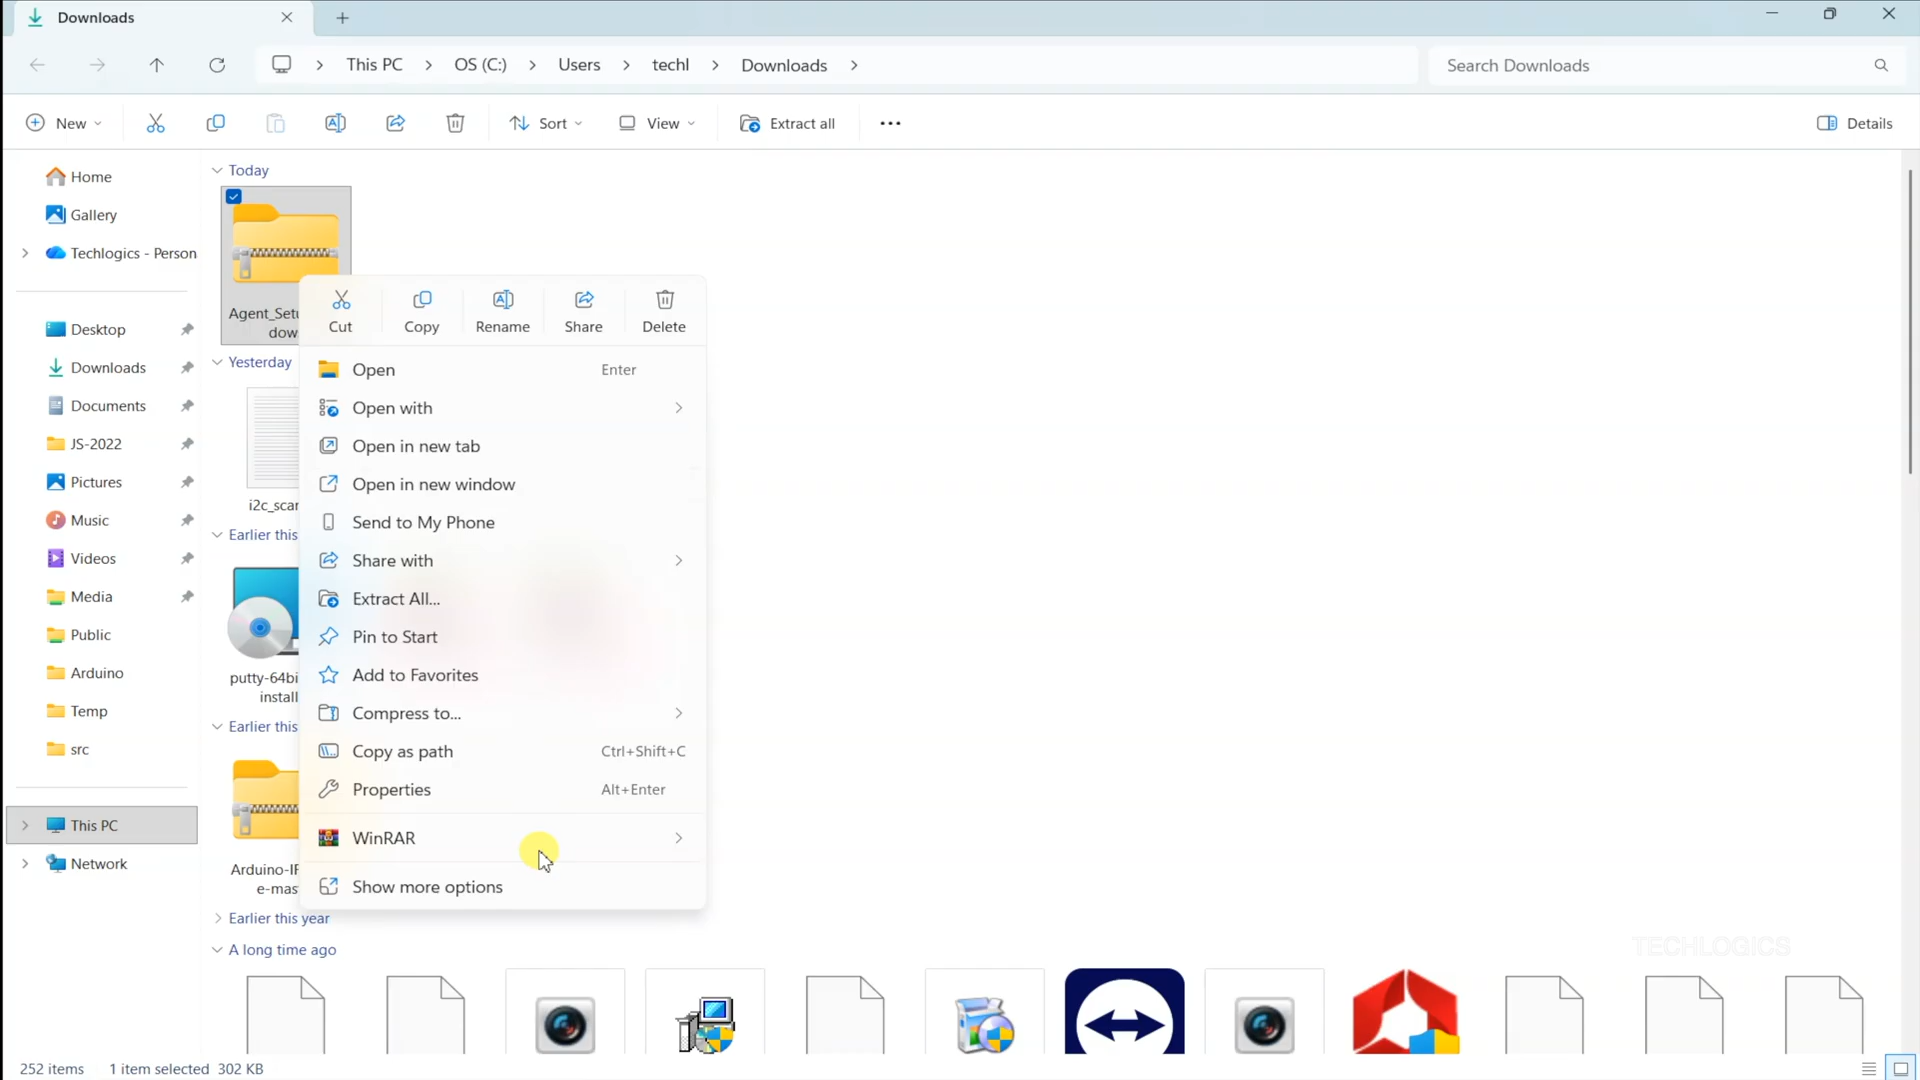 Downloads
This PC
OS (C:)
Users
techl
Downloads
Search Downloads
New
Sort
View
Extract all
Details
Home
Gallery
Techlogics - Person
Desktop
Downloads
Documents
JS-2022
Pictures
Music
Videos
Media
Public
Arduino
Temp
src
This PC
Network
Today
Agent_Setu
dow
Yesterday
i2c_scar
Earlier this
putty-64bi
install
Earlier this
e-mas
Earlier this year
A long time ago
Cut
Copy
Rename
Share
Delete
Open Enter
Open with
Open in new tab
Open in new window
Send to My Phone
Share with
Extract All...
Pin to Start
Add to Favorites
Compress to...
Copy as path Ctrl+Shift+C
Properties Alt+Enter
WinRAR
Show more options
TECHLOGICS
252 items 1 item selected 302 KB